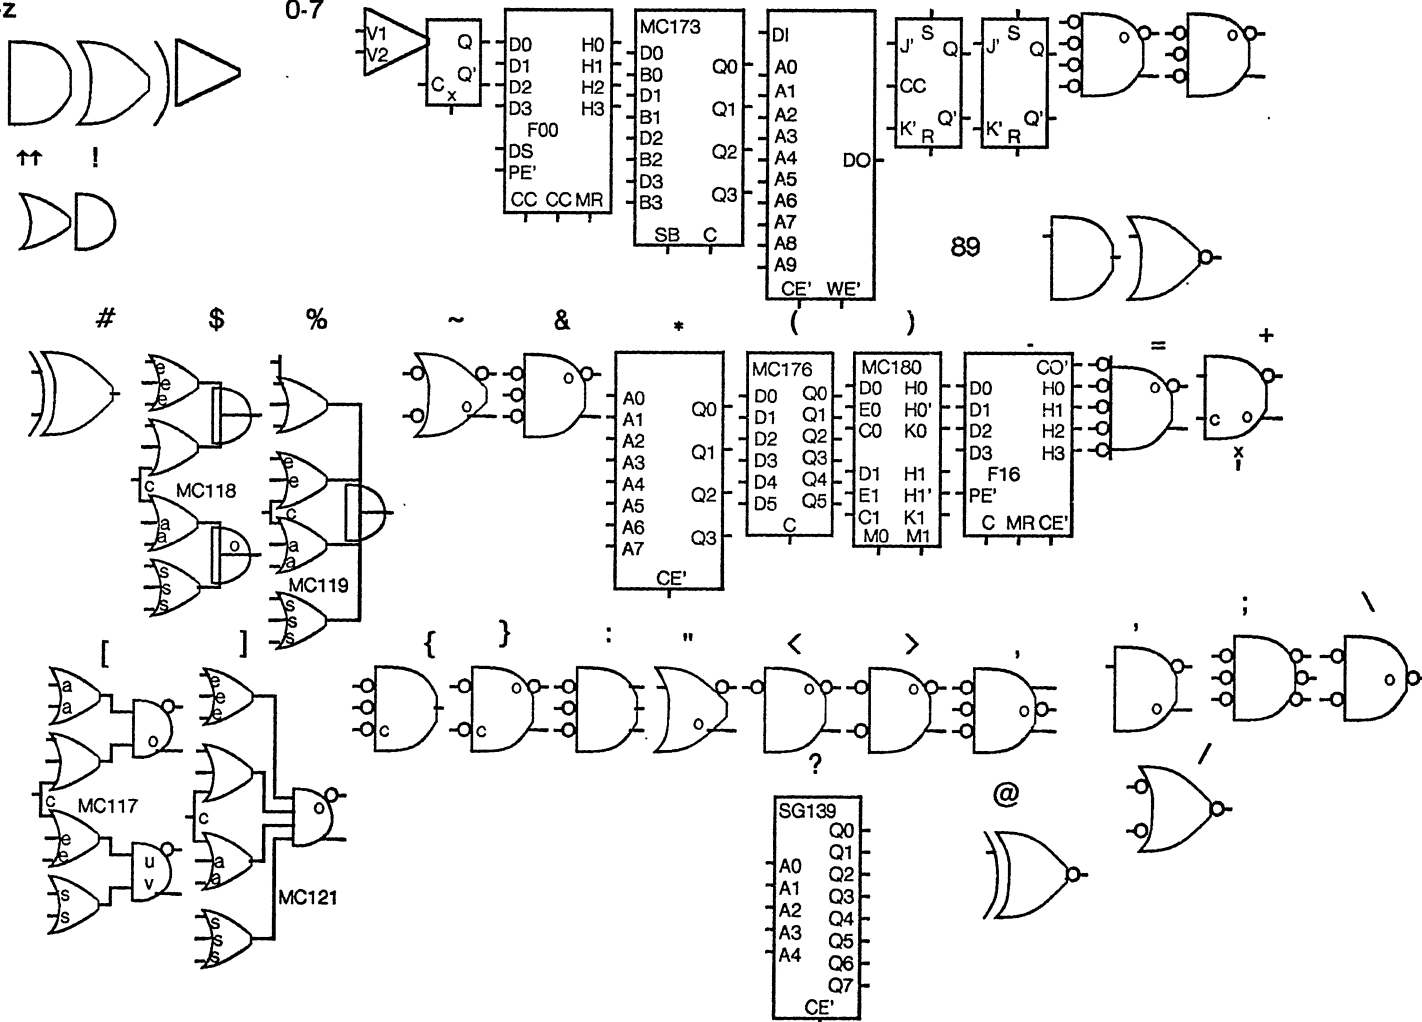 -z
0-7
V1
V2
Q
Q'
C
x
D0 H0
D1 H1
D2 H2
D3 H3
F00
DS
PE'
CC CC MR
MC173
D0
B0 Q0
D1
B1 Q1
D2
B2 Q2
D3
B3 Q3
SB C
DI
A0
A1
A2
A3
A4 DO
A5
A6
A7
A8
A9
CE' WE'
S
J' Q
CC
K' R Q'
S
J' Q
K' R Q'
o
o
↑↑ !
89
# $ % ~ & * ( ) - = +
e
e
e
c
MC118
a
a
o
s
s
s
e
e
c
a
a
MC119
s
s
s
o
o
A0
A1 Q0
A2
A3 Q1
A4
A5 Q2
A6
A7 Q3
CE'
MC176
D0 Q0
D1 Q1
D2 Q2
D3 Q3
D4 Q4
D5 Q5
C
MC180
D0 H0
E0 H0'
C0 K0
D1 H1
E1 H1'
C1 K1
M0 M1
CO'
D0 H0
D1 H1
D2 H2
D3 H3
F16
PE'
C MR CE'
o
c o
x
[ ] { } : " < > , ' ; \
a
a
o
c
MC117
e
e
u
v
s
s
e
e
e
c
o
a
a
MC121
s
s
s
c
o
c
o
o
o
o
o
o
?
/
@
SG139
Q0
Q1
A0 Q2
A1 Q3
A2 Q4
A3 Q5
A4 Q6
Q7
CE'